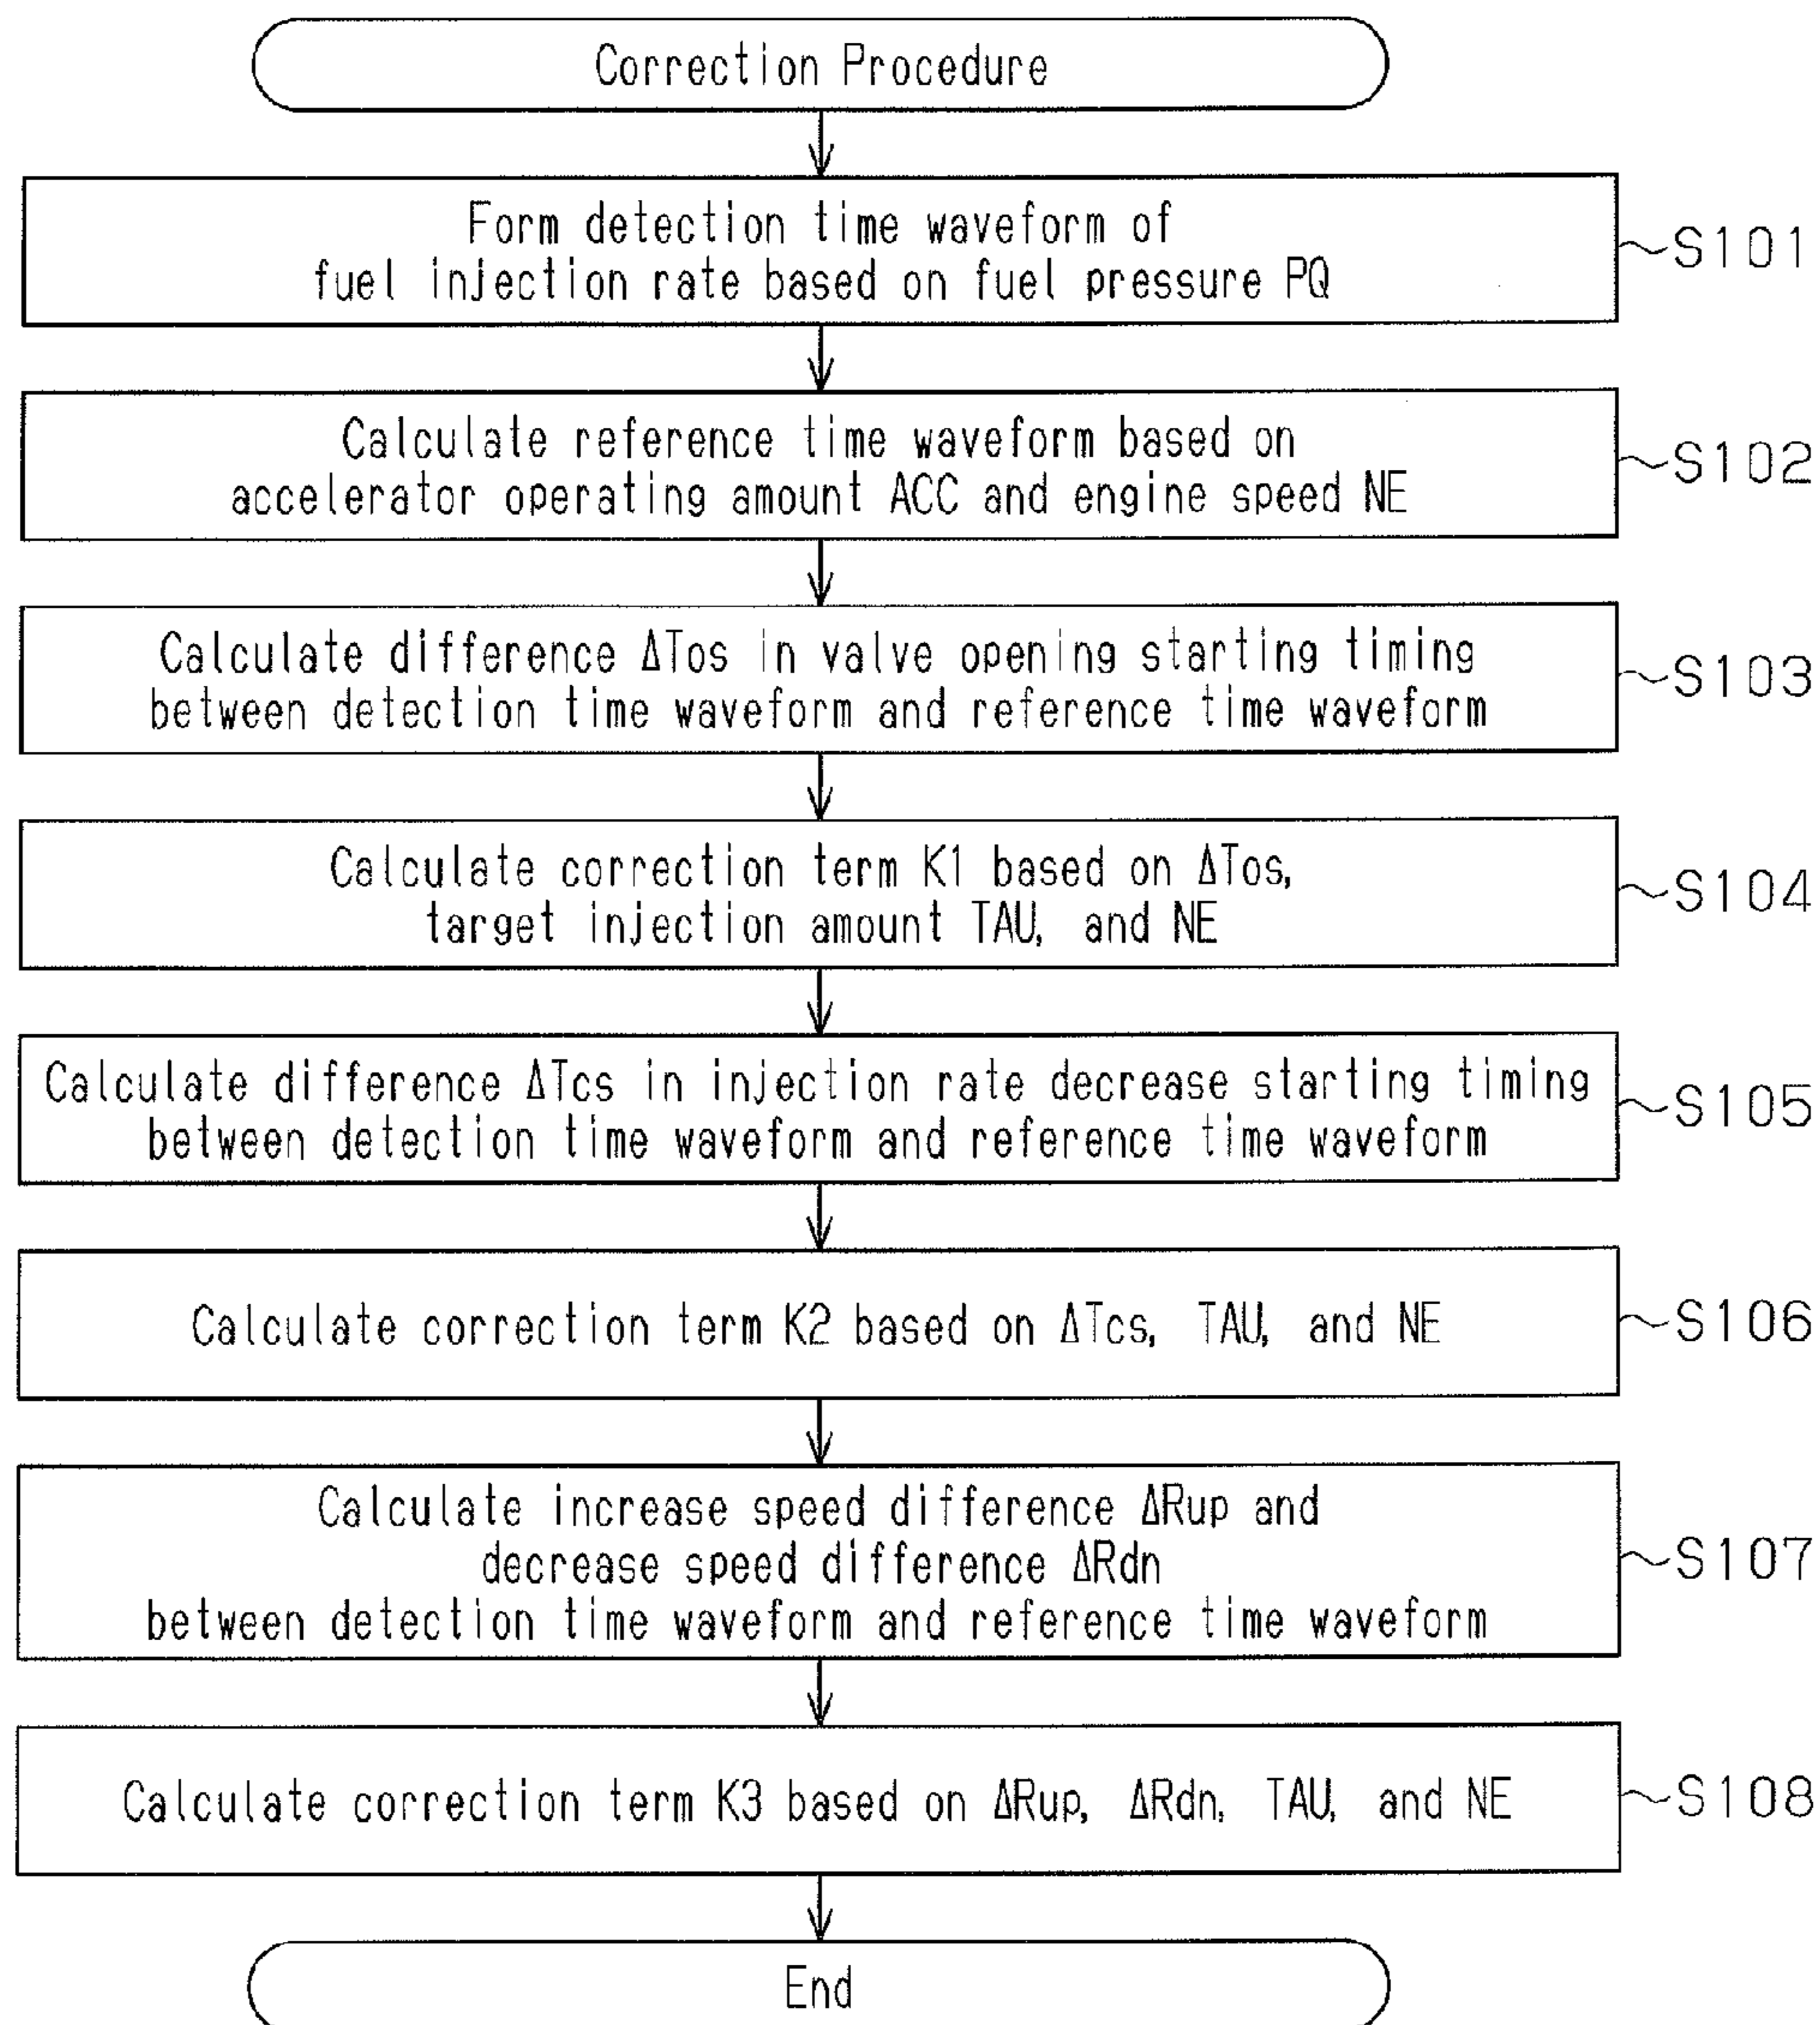 Correction Procedure
Form detection time waveform of
fuel injection rate based on fuel pressure PQ
S101
Calculate reference time waveform based on
accelerator operating amount ACC and engine speed NE
S102
Calculate difference ΔTos in valve opening starting timing
between detection time waveform and reference time waveform
S103
Calculate correction term K1 based on ΔTos,
target injection amount TAU, and NE
S104
Calculate difference ΔTcs in injection rate decrease starting timing
between detection time waveform and reference time waveform
S105
Calculate correction term K2 based on ΔTcs, TAU, and NE
S106
Calculate increase speed difference ΔRup and
decrease speed difference ΔRdn
between detection time waveform and reference time waveform
S107
Calculate correction term K3 based on ΔRup, ΔRdn, TAU, and NE
S108
End